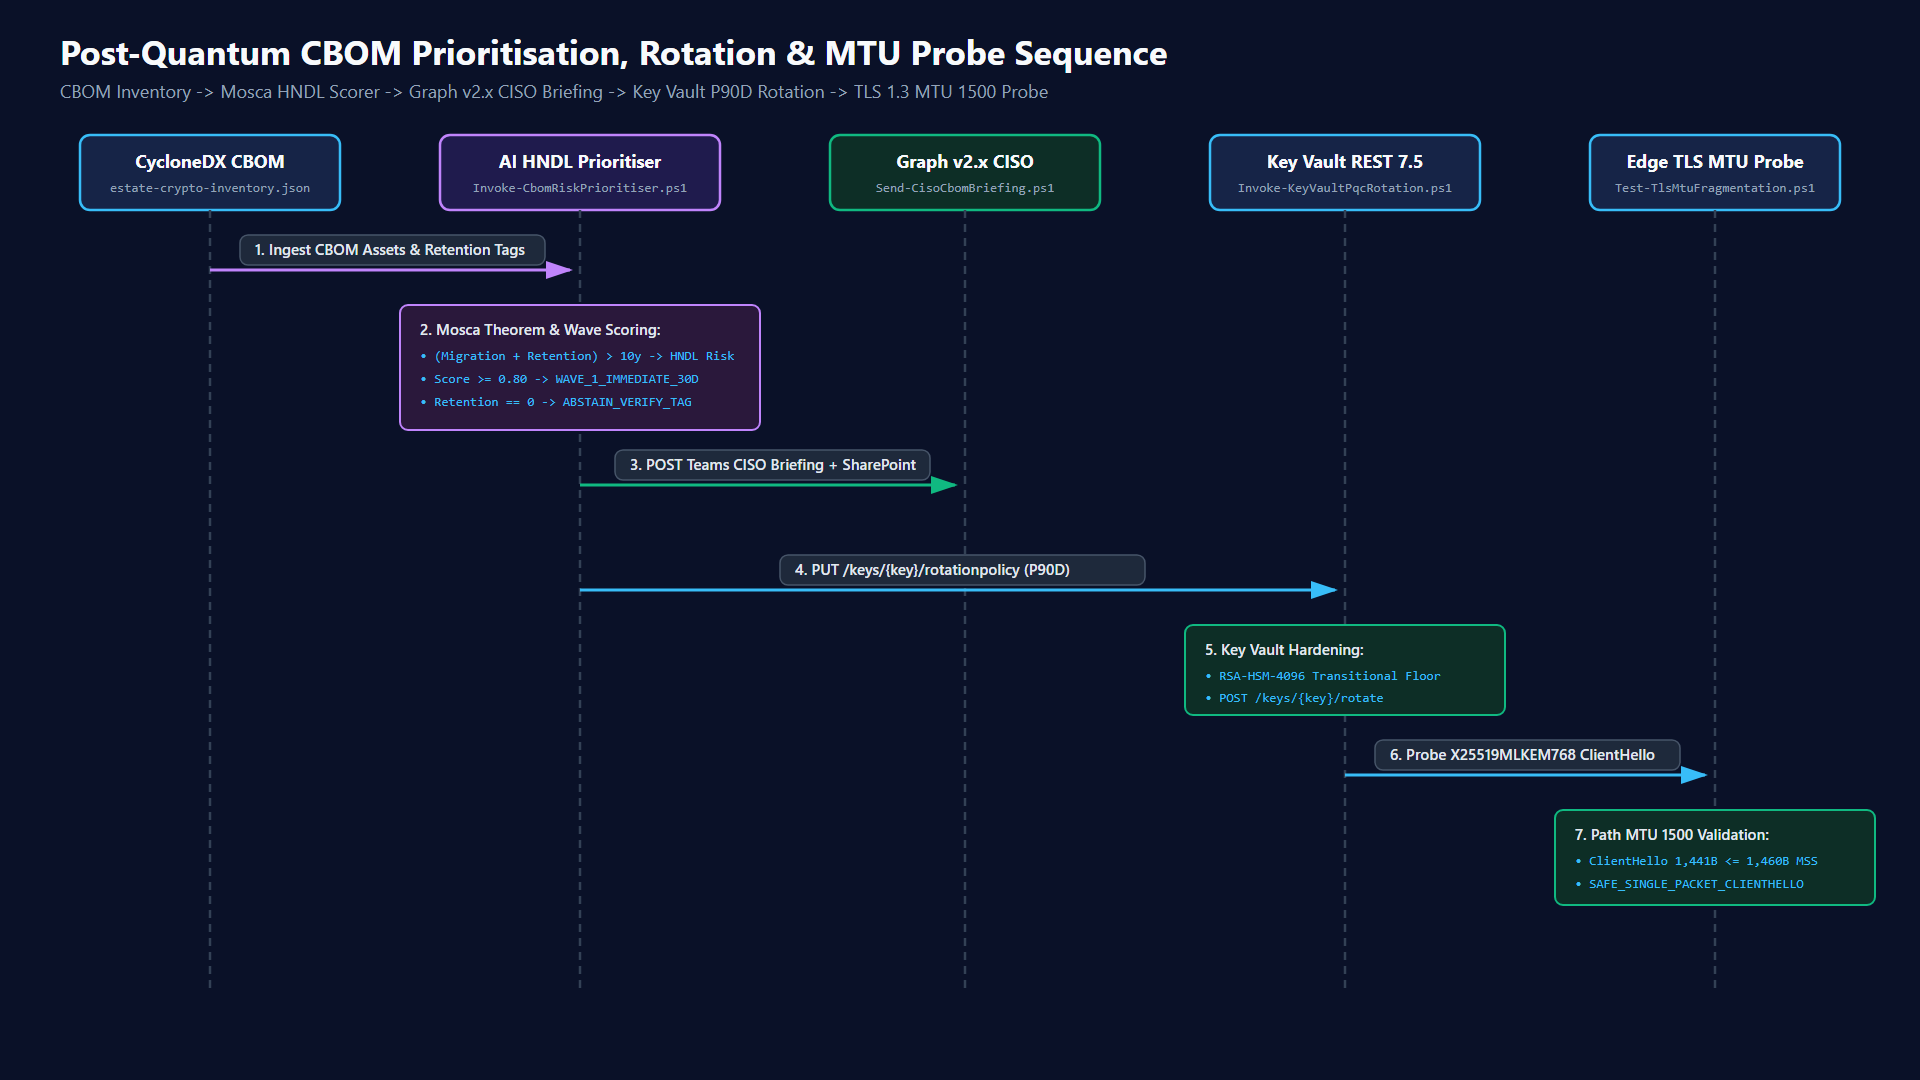 Post-Quantum CBOM Prioritisation, Rotation & MTU Probe Sequence
CBOM Inventory -> Mosca HNDL Scorer -> Graph v2.x CISO Briefing -> Key Vault P90D Rotation -> TLS 1.3 MTU 1500 Probe
CycloneDX CBOM
estate-crypto-inventory.json
AI HNDL Prioritiser
Invoke-CbomRiskPrioritiser.ps1
Graph v2.x CISO
Send-CisoCbomBriefing.ps1
Key Vault REST 7.5
Invoke-KeyVaultPqcRotation.ps1
Edge TLS MTU Probe
Test-TlsMtuFragmentation.ps1
1. Ingest CBOM Assets & Retention Tags
2. Mosca Theorem & Wave Scoring:
• (Migration + Retention) > 10y -> HNDL Risk
• Score >= 0.80 -> WAVE_1_IMMEDIATE_30D
• Retention == 0 -> ABSTAIN_VERIFY_TAG
3. POST Teams CISO Briefing + SharePoint
4. PUT /keys/{key}/rotationpolicy (P90D)
5. Key Vault Hardening:
• RSA-HSM-4096 Transitional Floor
• POST /keys/{key}/rotate
6. Probe X25519MLKEM768 ClientHello
7. Path MTU 1500 Validation:
• ClientHello 1,441B <= 1,460B MSS
• SAFE_SINGLE_PACKET_CLIENTHELLO